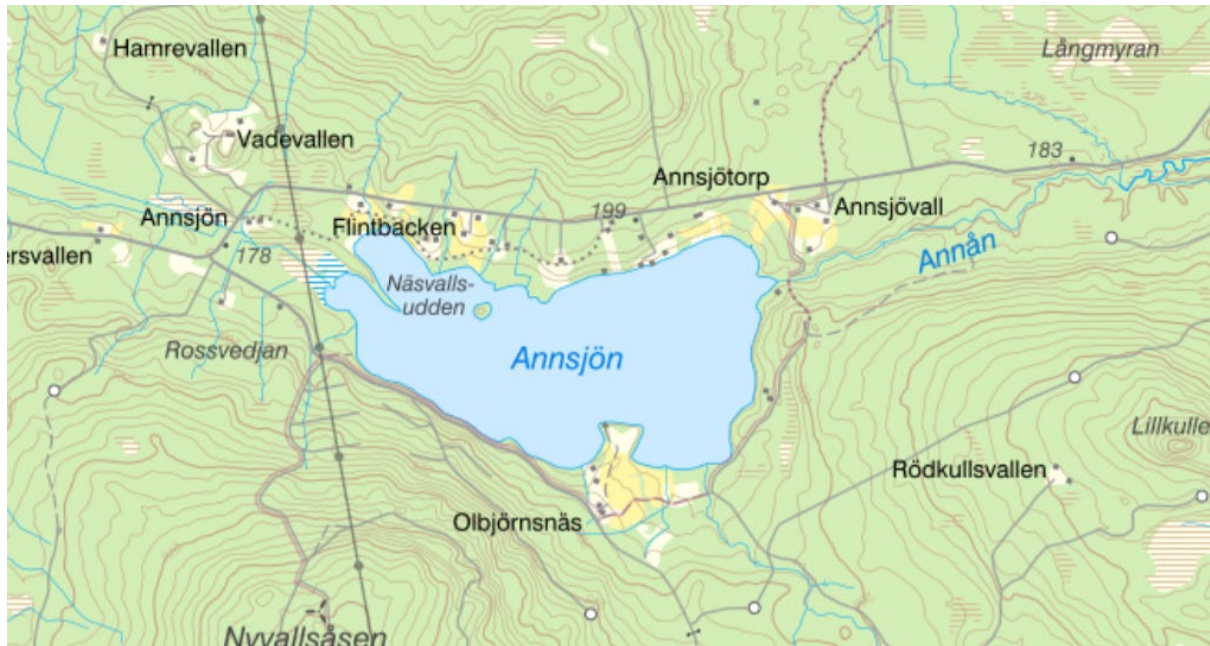 Hamrevallen
Långmyran
Vadevallen
183
Annsjötorp
Annsjön
199
Annsjövall
Flintbacken
ersvallen
178
Annån
Näsvalls-
udden
Rossvedjan
Annsjön
Lillkulle
Rödkullsvallen
Olbjörnsnäs
Nyvallsåsen